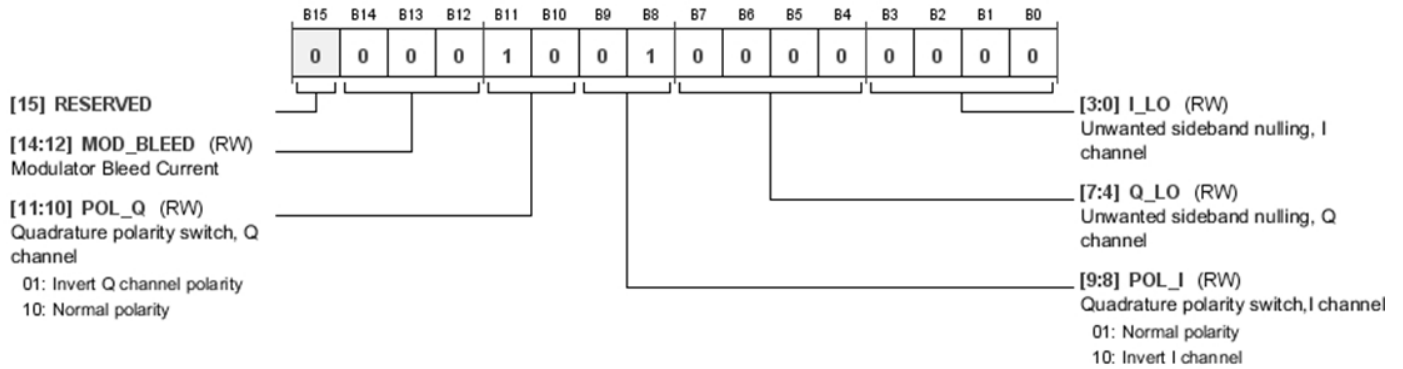 B15 B14 B13 B12 B11 B10 B9 B8 B7 B6 B5 B4 B3 B2 B1 B0
0 0 0 0 1 0 0 1 0 0 0 0 0 0 0 0
[15] RESERVED
[14:12] MOD_BLEED (RW)
Modulator Bleed Current
[11:10] POL_Q (RW)
Quadrature polarity switch, Q
channel
01: Invert Q channel polarity
10: Normal polarity
[3:0] I_LO (RW)
Unwanted sideband nulling, I
channel
[7:4] Q_LO (RW)
Unwanted sideband nulling, Q
channel
[9:8] POL_I (RW)
Quadrature polarity switch,I channel
01: Normal polarity
10: Invert I channel